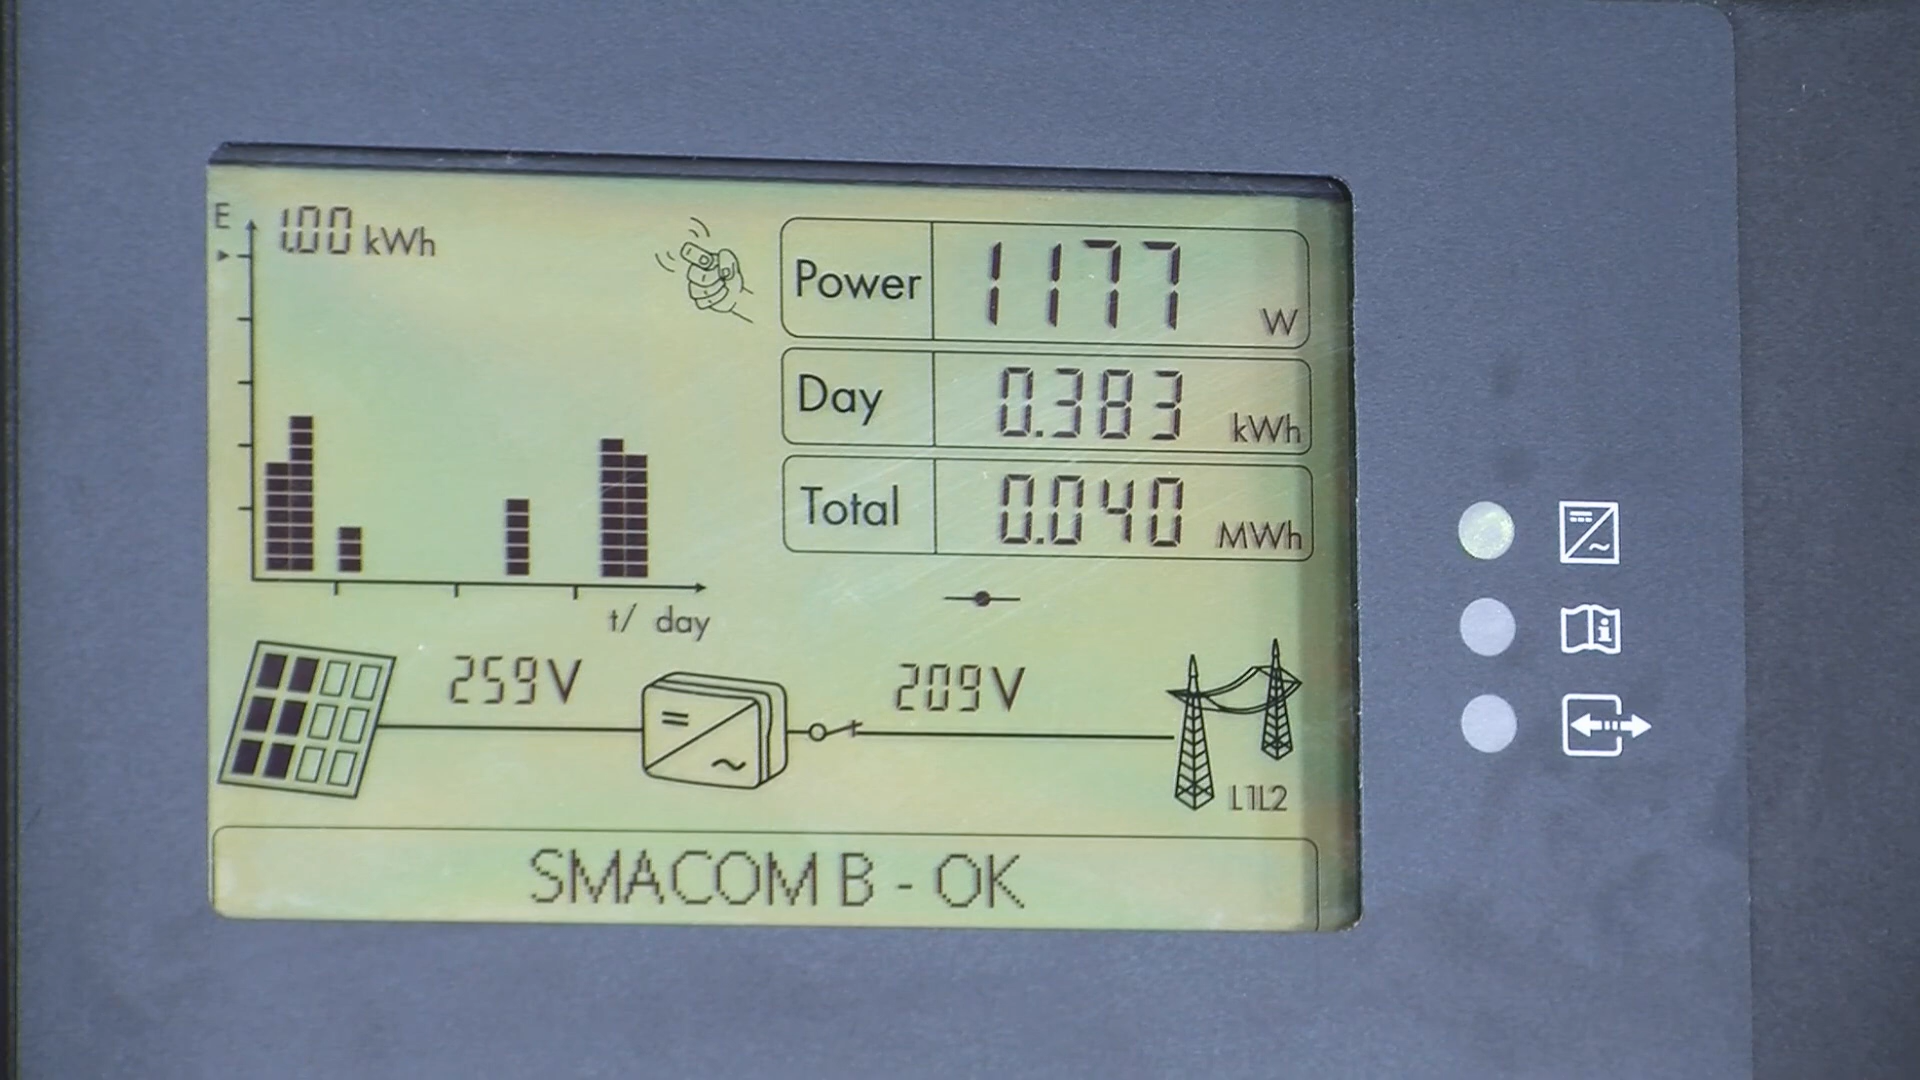 E
1.00 kWh
Power 1177 W
Day 0.383 kWh
Total 0.040 MWh
t/ day
259V
209V
L1L2
SMACOM B - OK